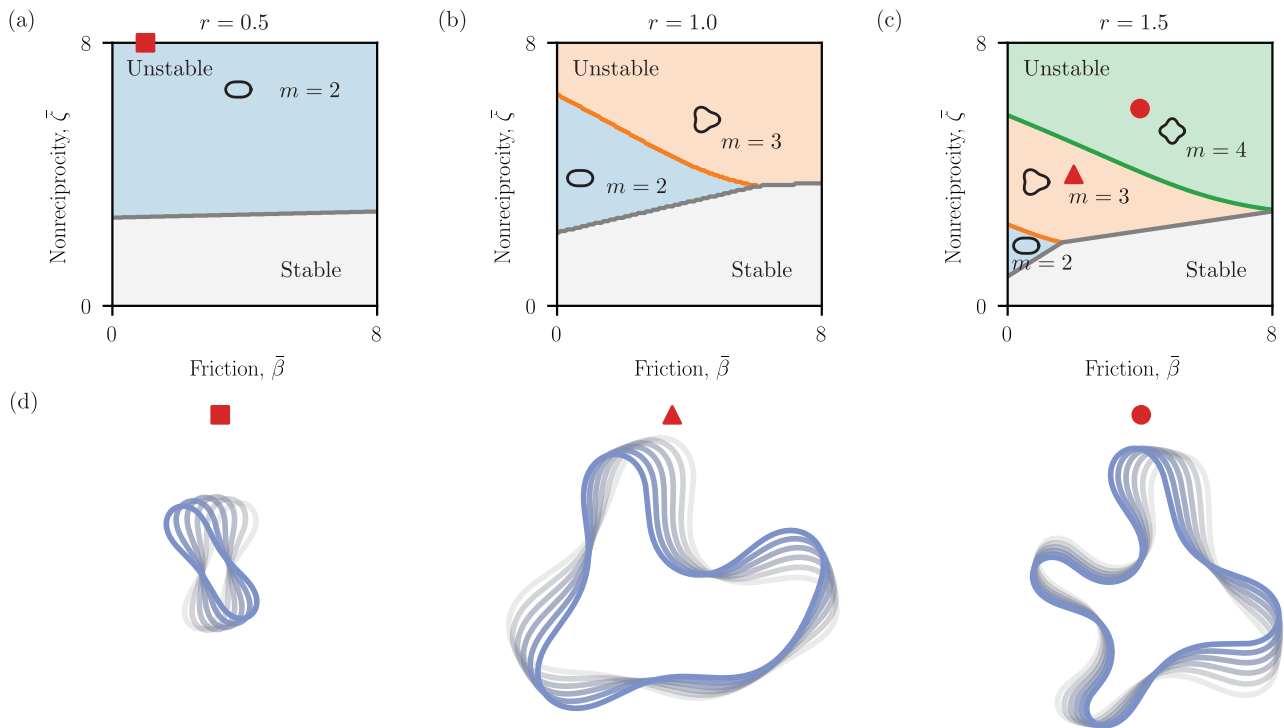 (a)
r = 0.5
8
Unstable
m = 2
Nonreciprocity, ζ̄
Stable
0
0
8
Friction, β̄
(b)
r = 1.0
8
Unstable
m = 3
m = 2
Nonreciprocity, ζ̄
Stable
0
0
8
Friction, β̄
(c)
r = 1.5
8
Unstable
m = 4
m = 3
m = 2
Nonreciprocity, ζ̄
Stable
0
0
8
Friction, β̄
(d)